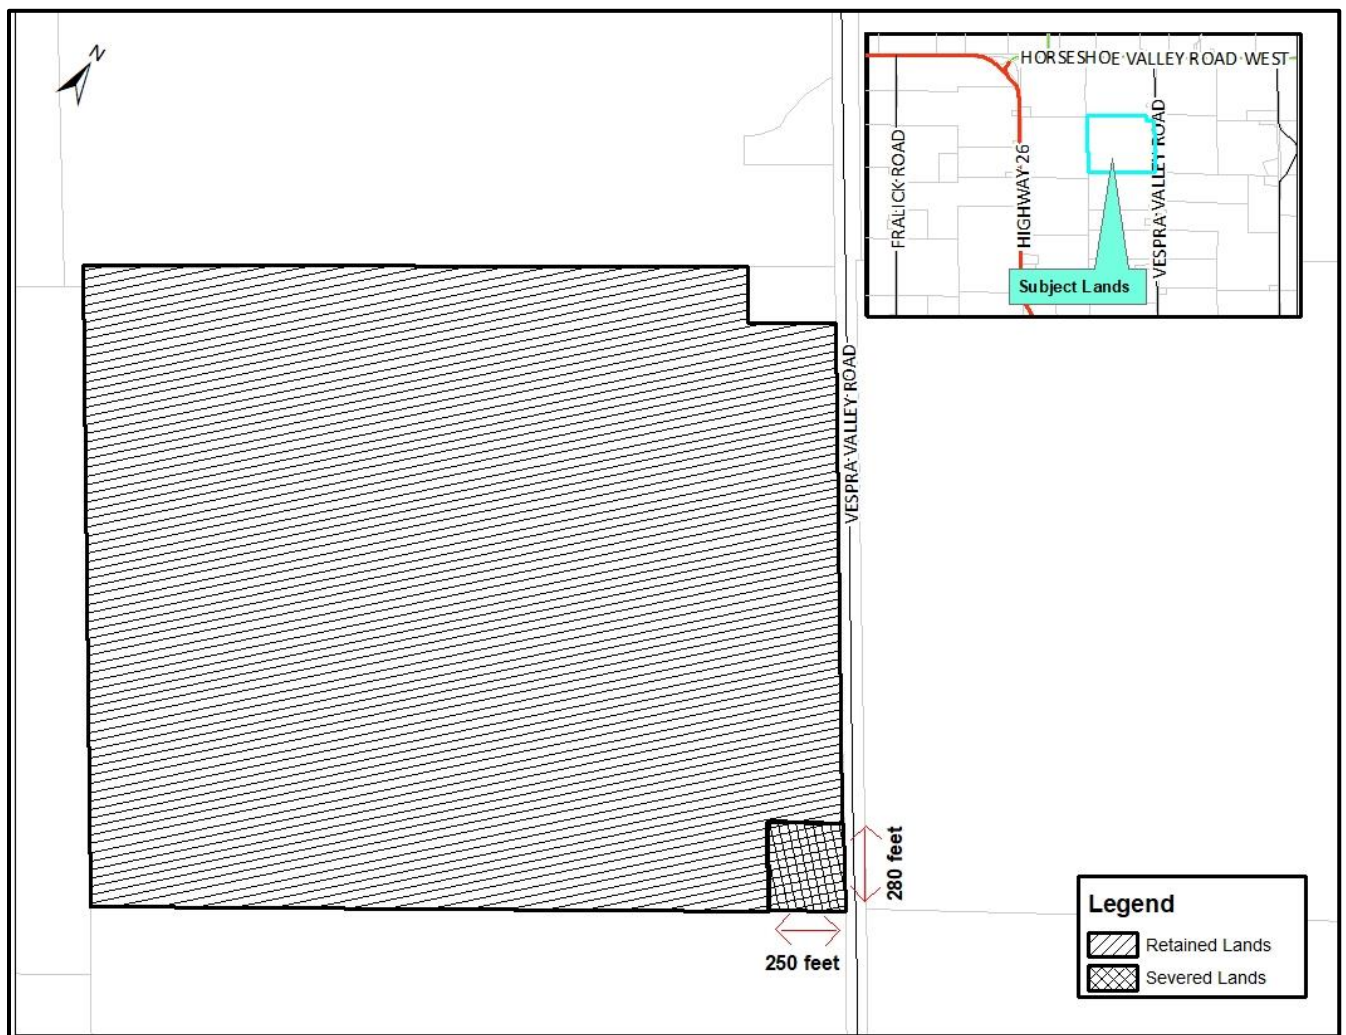 N
HORSESHOE VALLEY ROAD WEST
FRALICK ROAD
HIGHWAY 26
VESPRA VALLEY ROAD
Subject Lands
VESPRA VALLEY ROAD
280 feet
250 feet
Legend
Retained Lands
Severed Lands